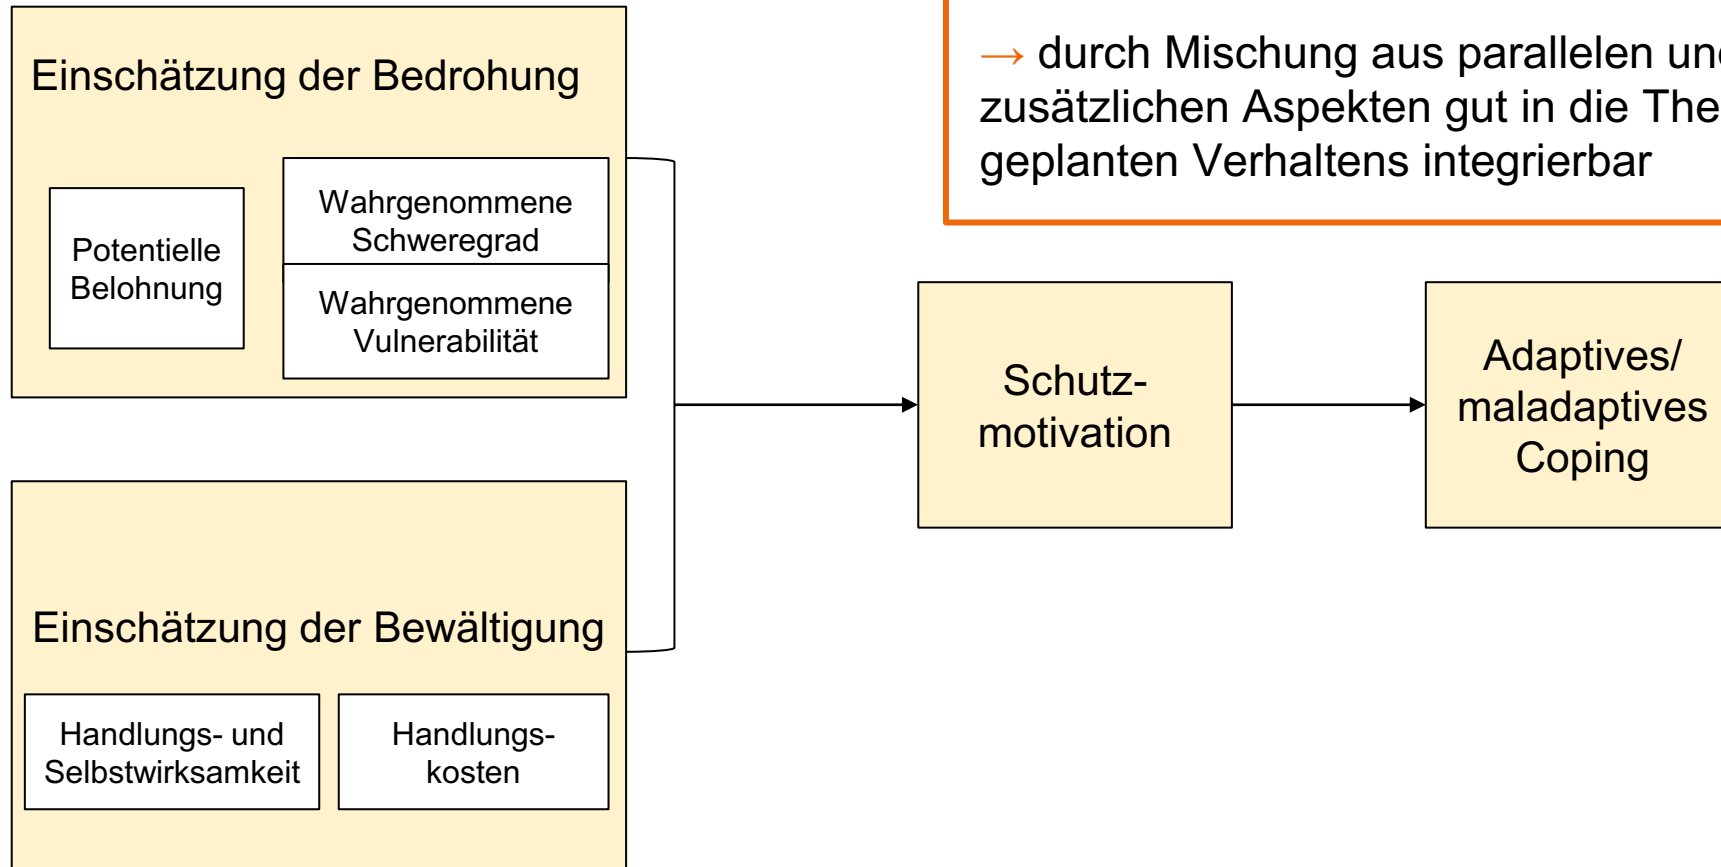 Einschätzung der Bedrohung
Potentielle
Belohnung
Wahrgenommene
Schweregrad
Wahrgenommene
Vulnerabilität
Einschätzung der Bewältigung
Handlungs- und
Selbstwirksamkeit
Handlungs-
kosten
→ durch Mischung aus parallelen und
zusätzlichen Aspekten gut in die The
geplanten Verhaltens integrierbar
Schutz-
motivation
Adaptives/
maladaptives
Coping